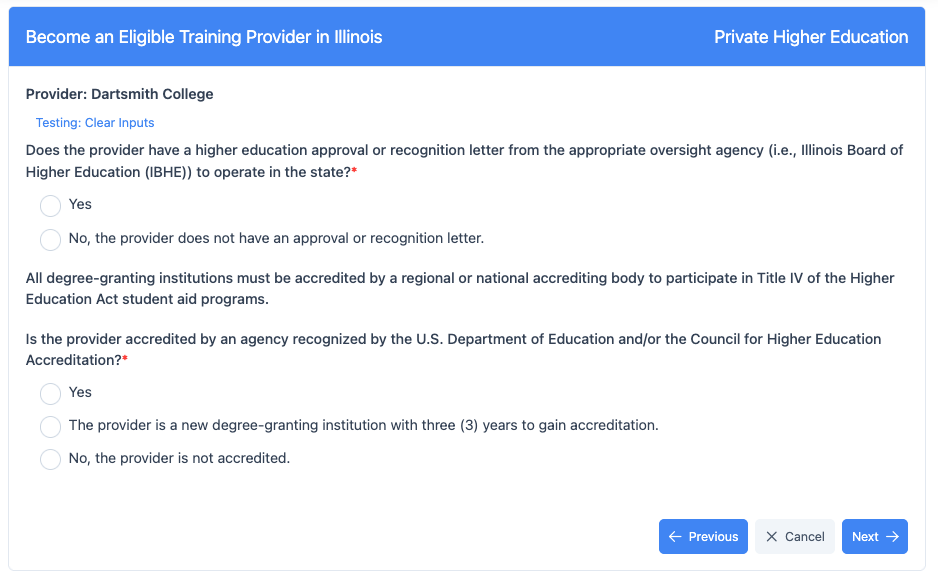 Become an Eligible Training Provider in Illinois
Private Higher Education
Provider: Dartsmith College
Testing: Clear Inputs
Does the provider have a higher education approval or recognition letter from the appropriate oversight agency (i.e., Illinois Board of
Higher Education (IBHE)) to operate in the state?*
Yes
No, the provider does not have an approval or recognition letter.
All degree-granting institutions must be accredited by a regional or national accrediting body to participate in Title IV of the Higher
Education Act student aid programs.
Is the provider accredited by an agency recognized by the U.S. Department of Education and/or the Council for Higher Education
Accreditation?*
Yes
The provider is a new degree-granting institution with three (3) years to gain accreditation.
No, the provider is not accredited.
Previous
Cancel
Next